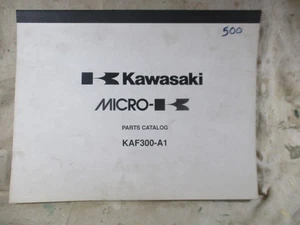 500
Kawasaki
MICRO-K
PARTS CATALOG
KAF300-A1